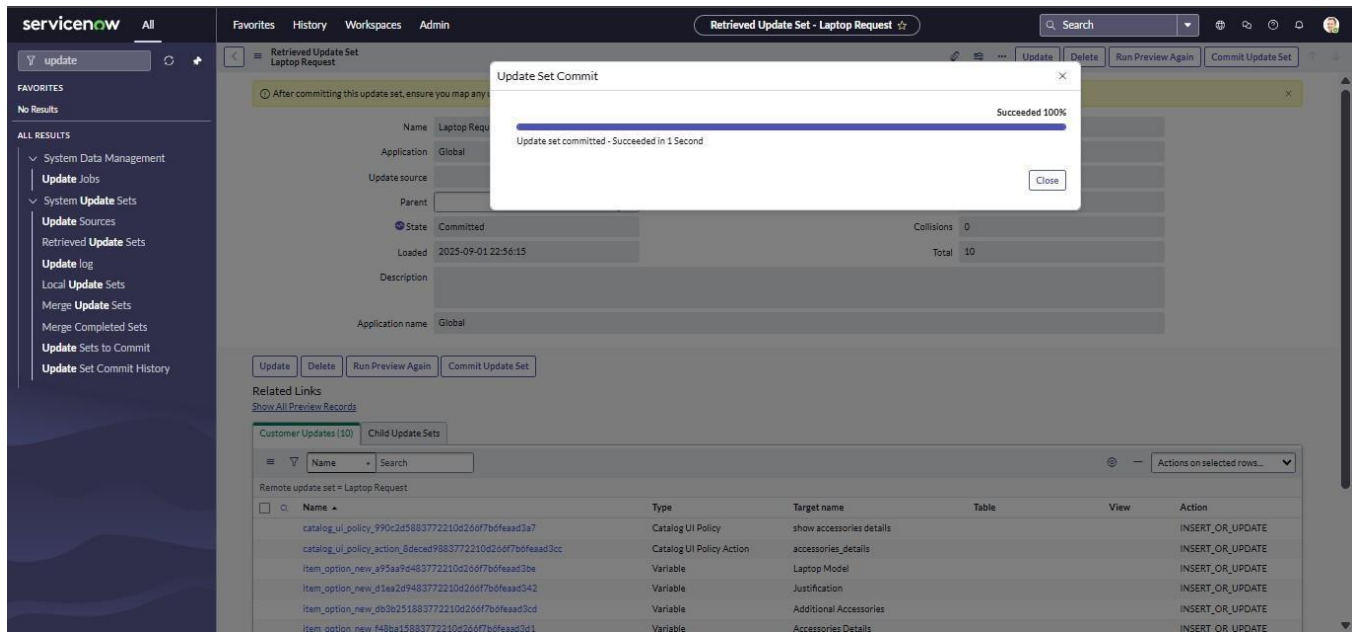 servicenow All Favorites History Workspaces Admin Retrieved Update Set - Laptop Request Search
update
FAVORITES
No Results
ALL RESULTS
System Data Management
Update Jobs
System Update Sets
Update Sources
Retrieved Update Sets
Update log
Local Update Sets
Merge Update Sets
Merge Completed Sets
Update Sets to Commit
Update Set Commit History
Retrieved Update Set
Laptop Request
Update Delete Run Preview Again Commit Update Set
After committing this update set, ensure you map any
Update Set Commit
Succeeded 100%
Update set committed - Succeeded in 1 Second
Close
Name Laptop Requ
Application Global
Update source
Parent
State Committed
Collisions 0
Loaded 2025-09-01 22:56:15
Total 10
Description
Application name Global
Update Delete Run Preview Again Commit Update Set
Related Links
Show All Preview Records
Customer Updates (10) Child Update Sets
Name Search Actions on selected rows...
Remote update set = Laptop Request
Name Type Target name Table View Action
catalog_ui_policy_990c2d5883772210d266f7b6feaad3a7 Catalog UI Policy show accessories details INSERT_OR_UPDATE
catalog_ui_policy_action_8deced9883772210d266f7b6feaad3cc Catalog UI Policy Action accessories_details INSERT_OR_UPDATE
item_option_new_a95aa9d483772210d266f7b6feaad3be Variable Laptop Model INSERT_OR_UPDATE
item_option_new_d1ea2d9483772210d266f7b6feaad342 Variable Justification INSERT_OR_UPDATE
item_option_new_db3b251883772210d266f7b6feaad3cd Variable Additional Accessories INSERT_OR_UPDATE
item_option_new_f48ba15883772210d266f7b6feaad3d1 Variable Accessories Details INSERT_OR_UPDATE